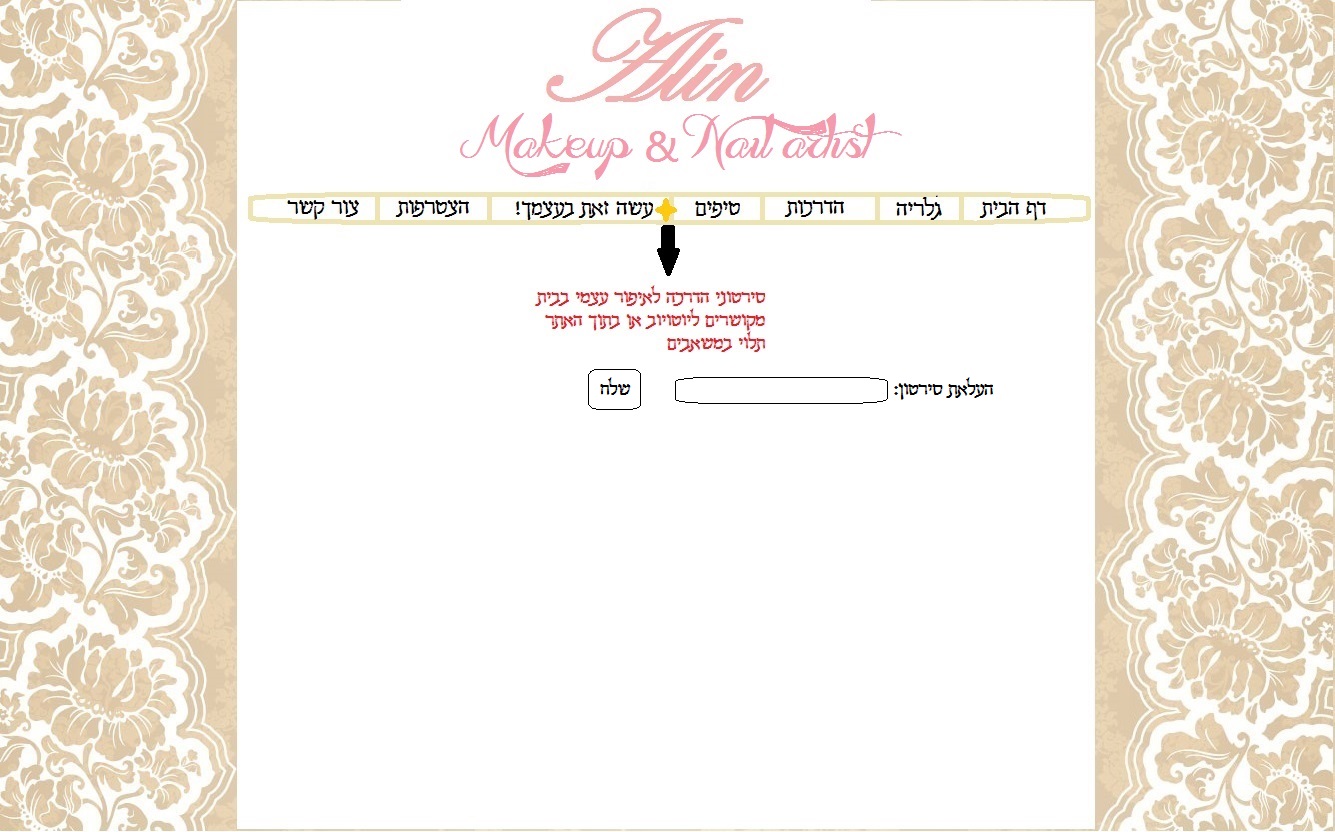 Alin
Makeup & Nail artist
דף הבית גלריה הדרכות טיפים עשה זאת בעצמך! הצטרפות צור קשר
סירטוני הדרכה לאיפור עצמי בבית
מקושרים ליוטויוב או בתוך האתר
תלוי במשאבים
העלאת סירטון: שלח